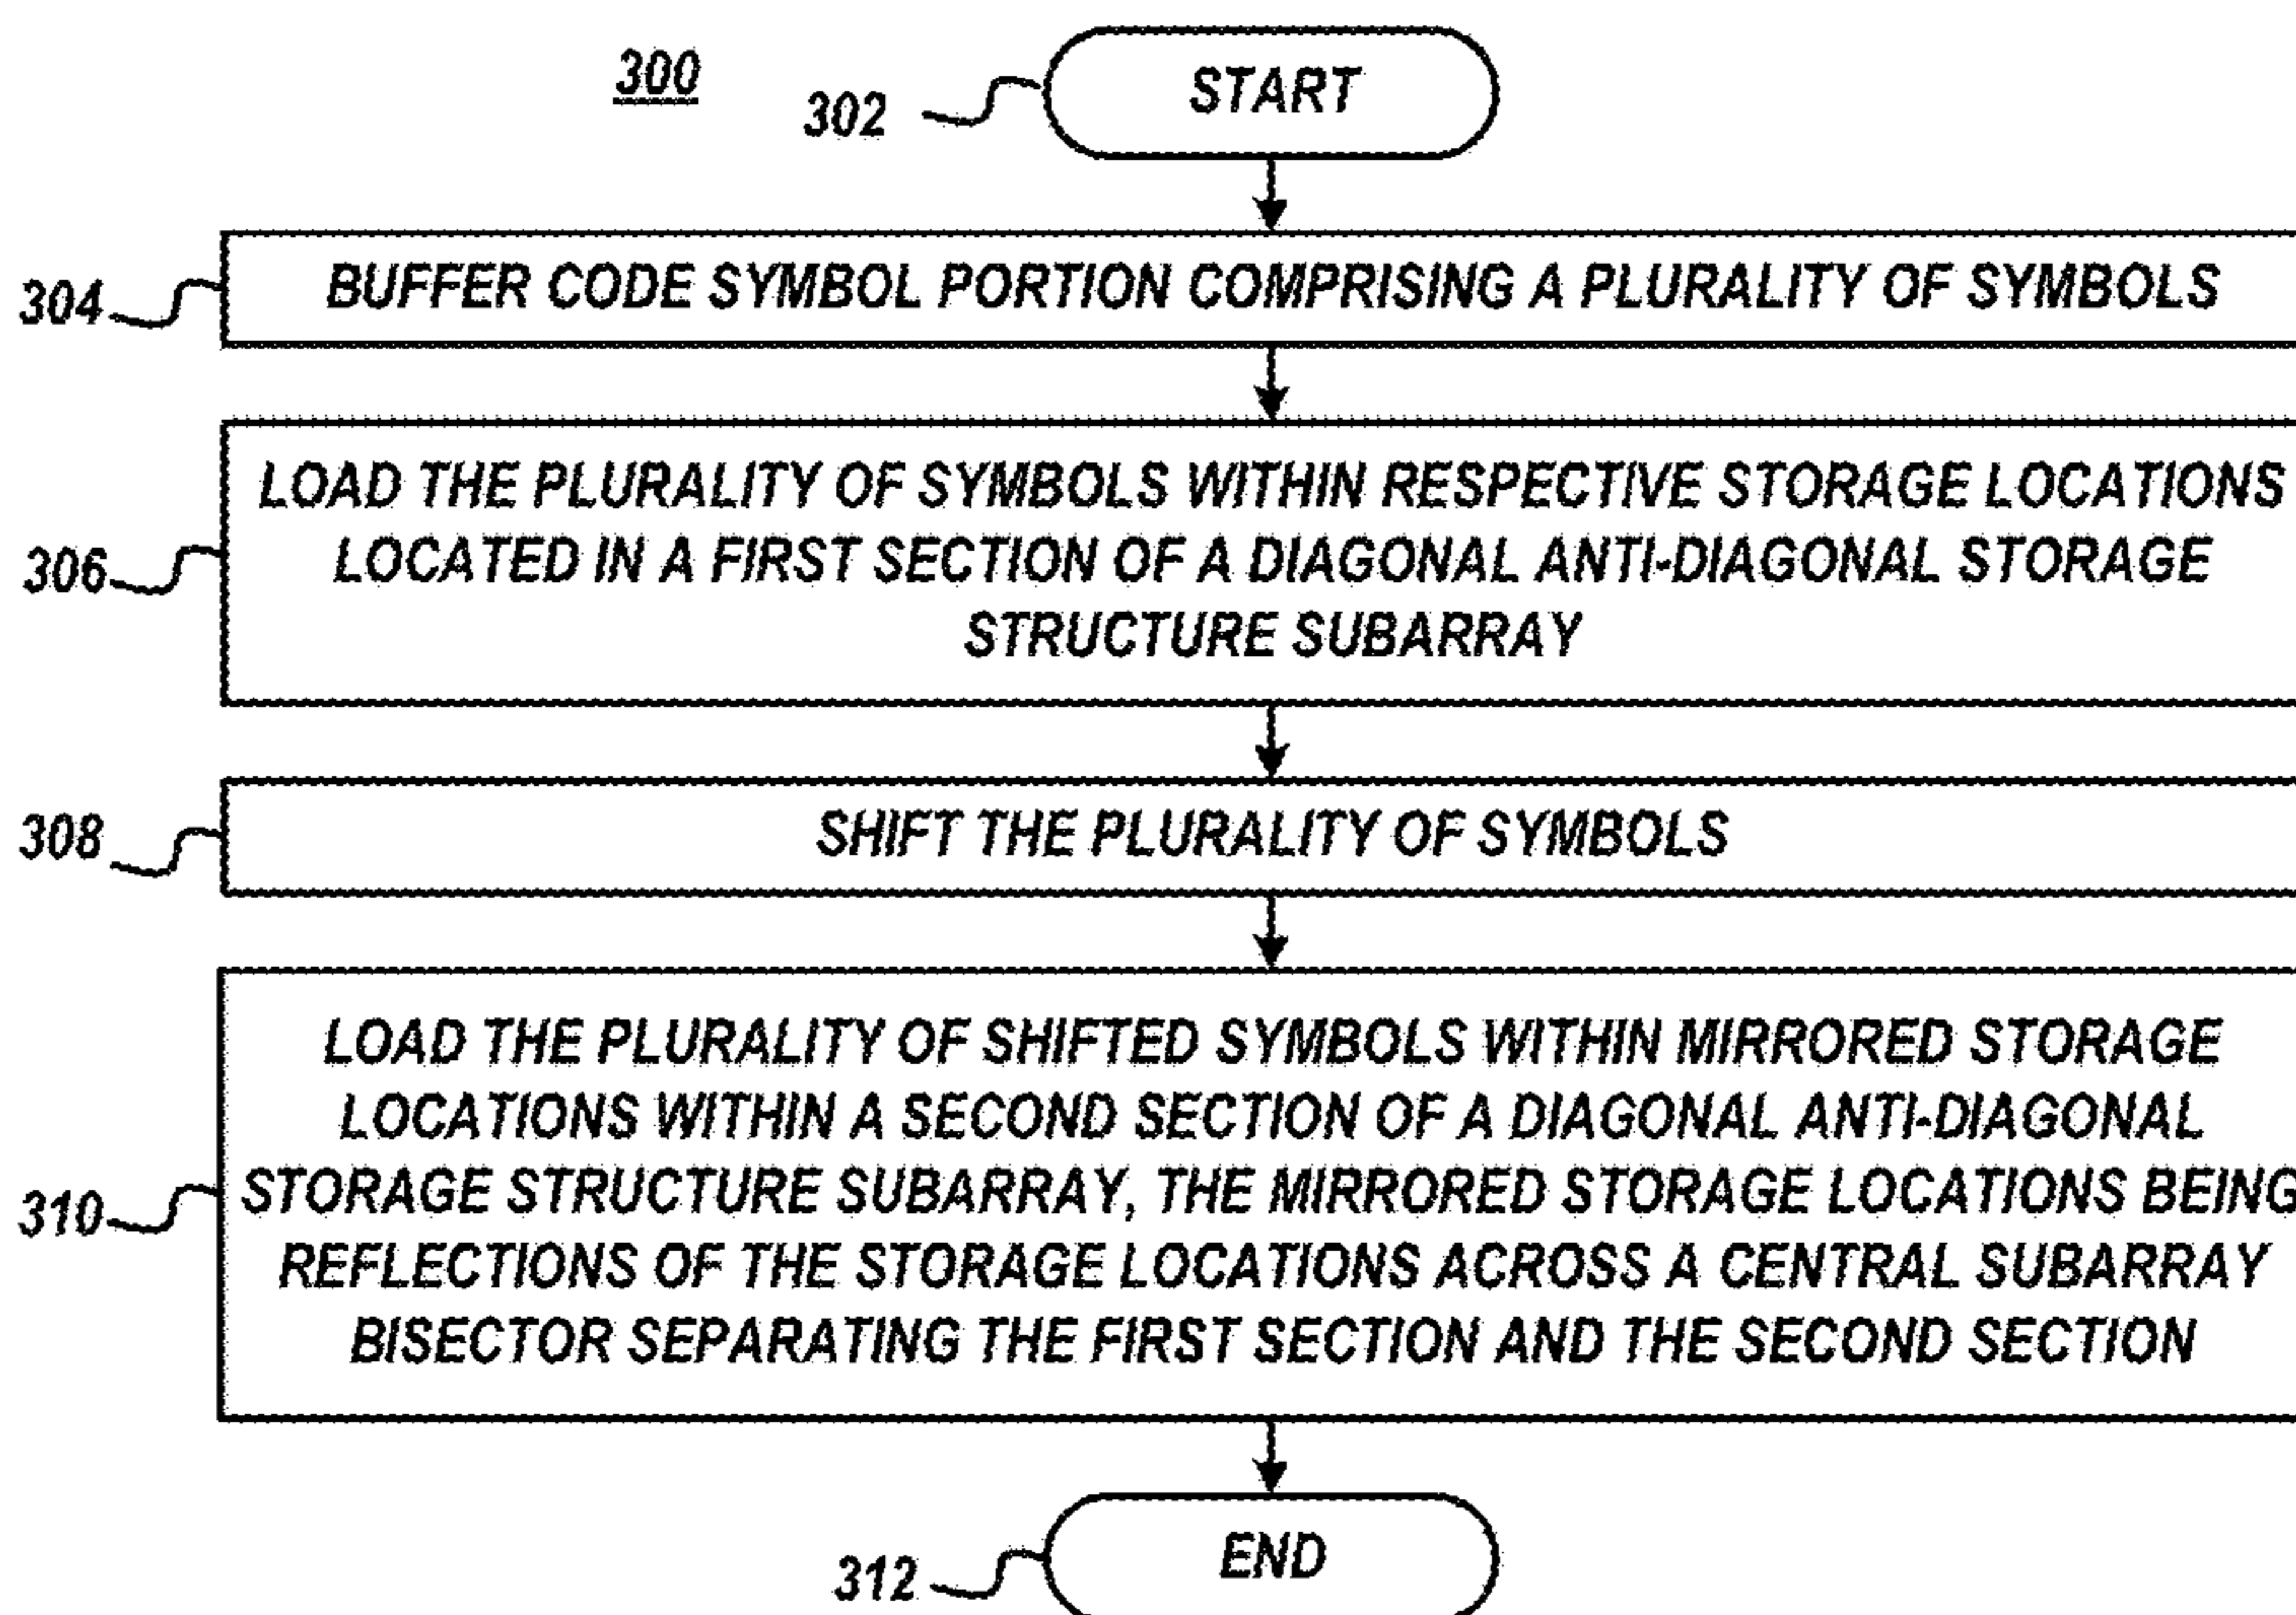 300
302
START
304
BUFFER CODE SYMBOL PORTION COMPRISING A PLURALITY OF SYMBOLS
306
LOAD THE PLURALITY OF SYMBOLS WITHIN RESPECTIVE STORAGE LOCATIONS
LOCATED IN A FIRST SECTION OF A DIAGONAL ANTI-DIAGONAL STORAGE
STRUCTURE SUBARRAY
308
SHIFT THE PLURALITY OF SYMBOLS
310
LOAD THE PLURALITY OF SHIFTED SYMBOLS WITHIN MIRRORED STORAGE
LOCATIONS WITHIN A SECOND SECTION OF A DIAGONAL ANTI-DIAGONAL
STORAGE STRUCTURE SUBARRAY, THE MIRRORED STORAGE LOCATIONS BEING
REFLECTIONS OF THE STORAGE LOCATIONS ACROSS A CENTRAL SUBARRAY
BISECTOR SEPARATING THE FIRST SECTION AND THE SECOND SECTION
312
END